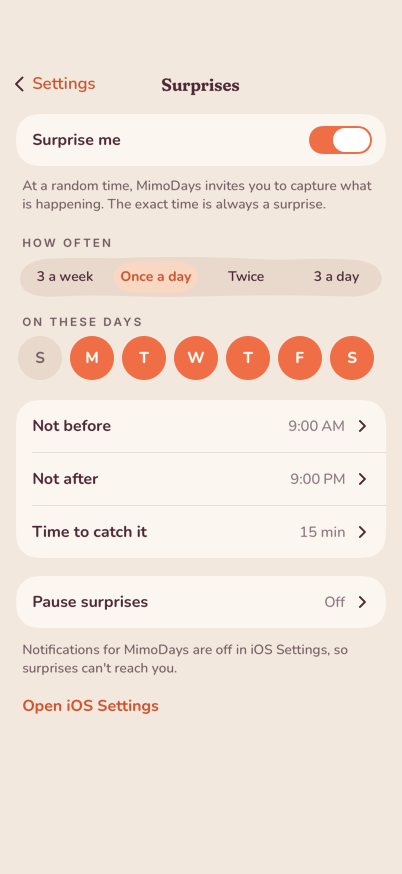 Settings
Surprises
Surprise me
At a random time, MimoDays invites you to capture what
is happening. The exact time is always a surprise.
HOW OFTEN
3 a week Once a day Twice 3 a day
ON THESE DAYS
S M T W T F S
Not before 9:00 AM
Not after 9:00 PM
Time to catch it 15 min
Pause surprises Off
Notifications for MimoDays are off in iOS Settings, so
surprises can't reach you.
Open iOS Settings